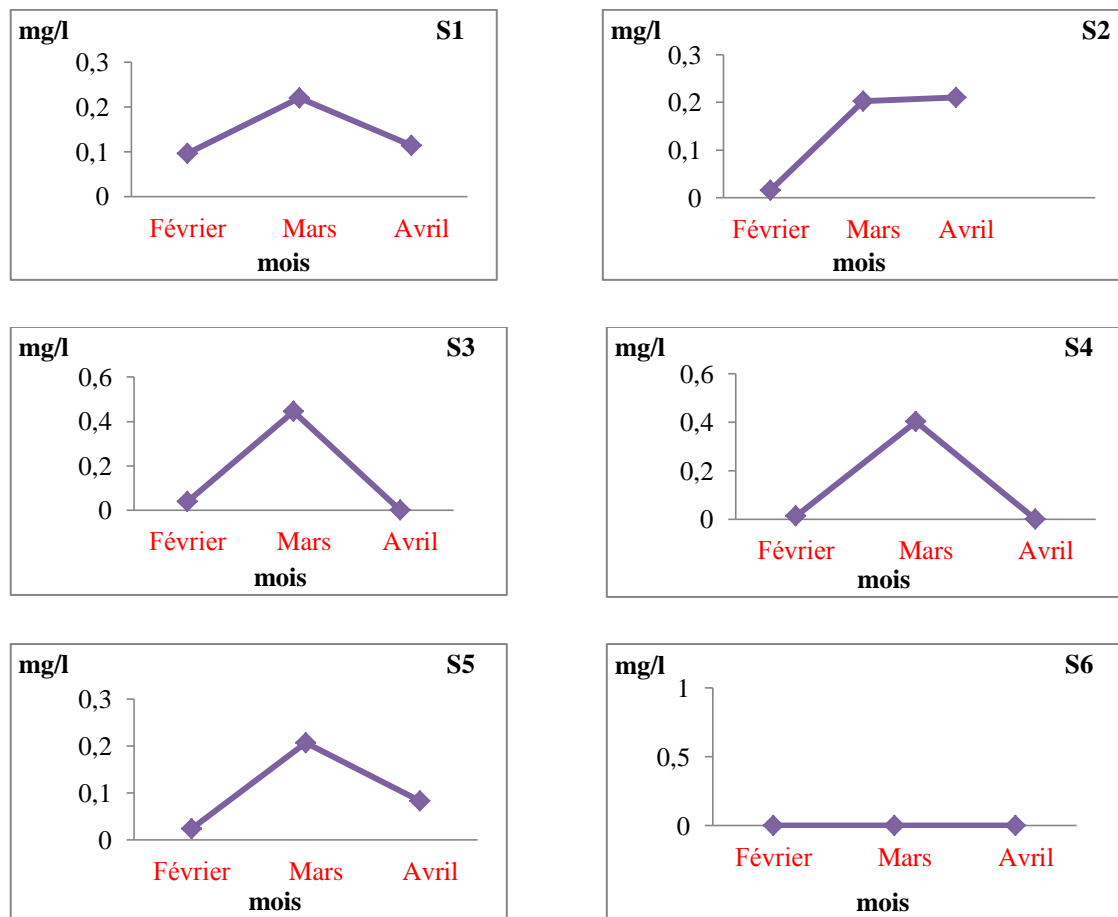 mg/l S1
0,3
0,2
0,1
0
Février Mars Avril
mois
mg/l S2
0,3
0,2
0,1
0
Février Mars Avril
mois
mg/l S3
0,6
0,4
0,2
0
Février Mars Avril
mois
mg/l S4
0,6
0,4
0,2
0
Février Mars Avril
mois
mg/l S5
0,3
0,2
0,1
0
Février Mars Avril
mois
mg/l S6
1
0,5
0
Février Mars Avril
mois